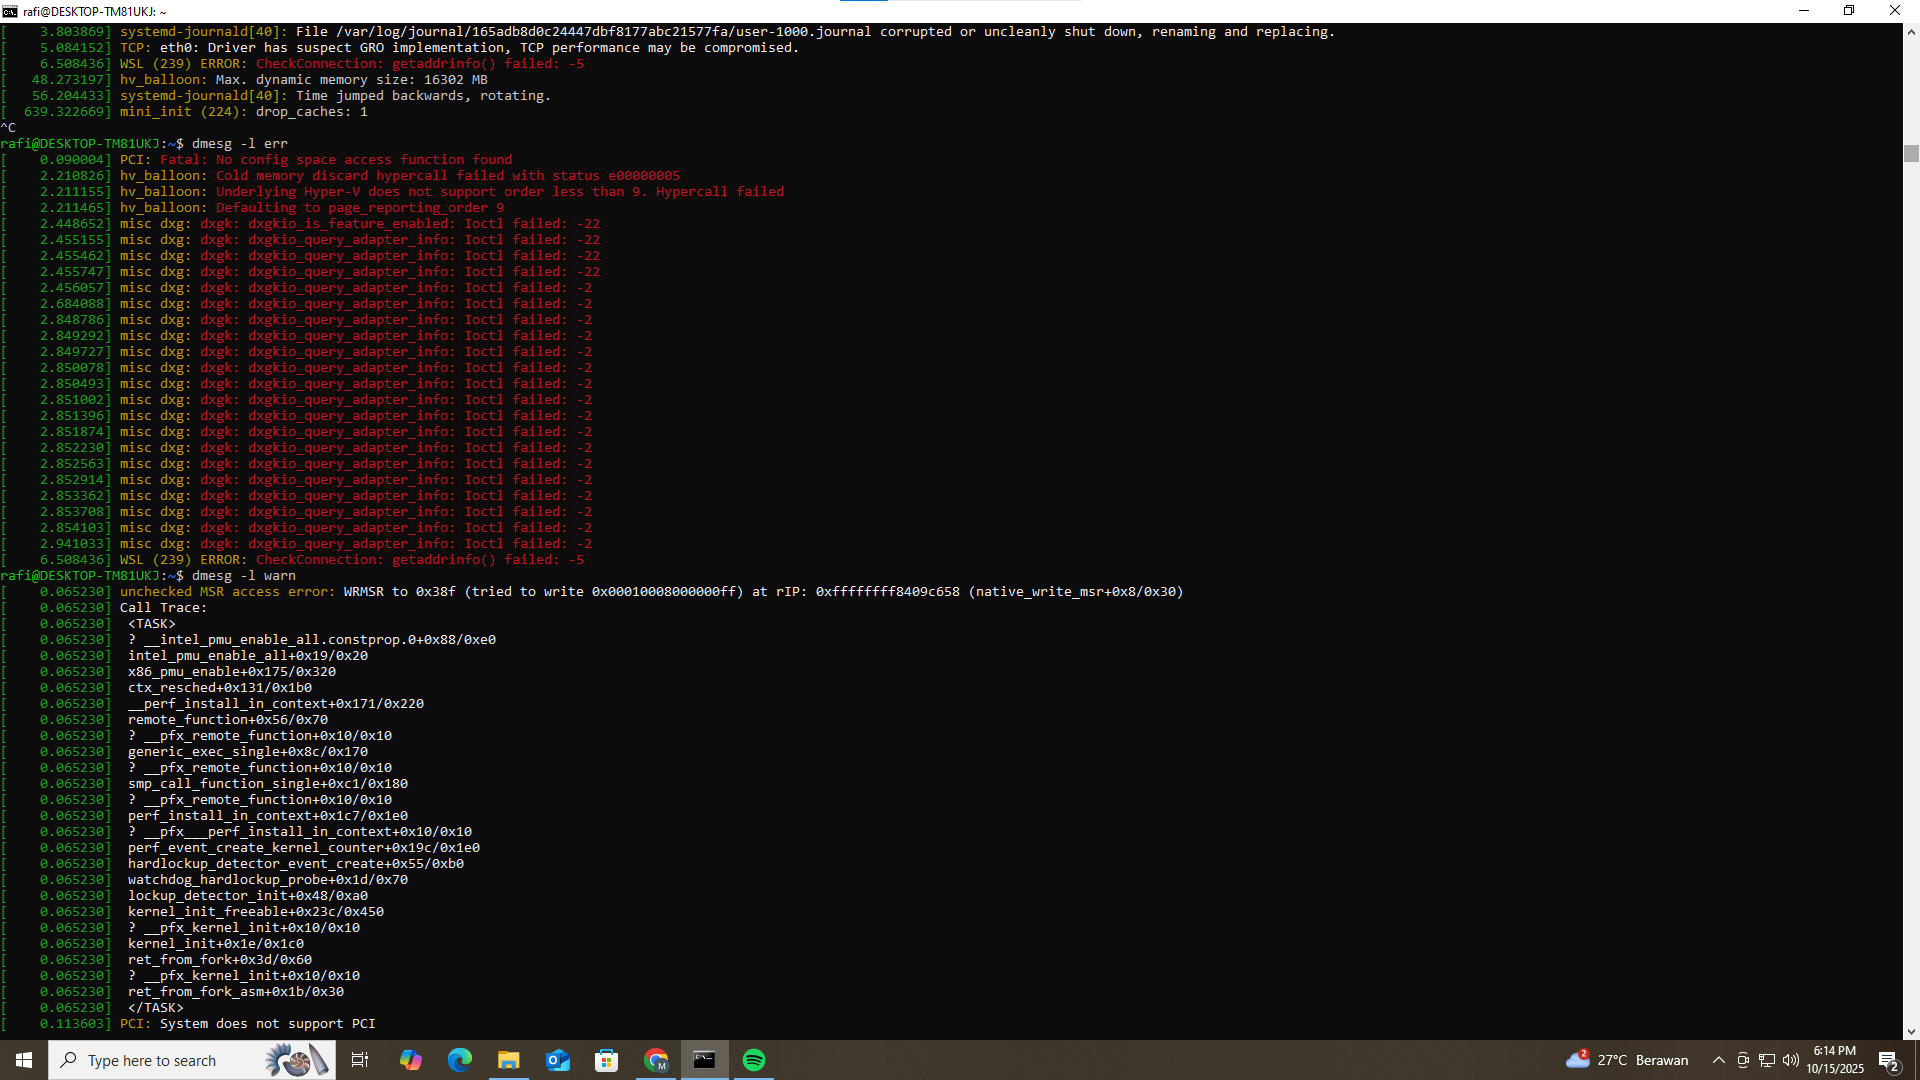 rafi@DESKTOP-TM81UKJ: ~
[    3.803869] systemd-journald[40]: File /var/log/journal/165adb8d0c24447dbf8177abc21577fa/user-1000.journal corrupted or uncleanly shut down, renaming and replacing.
[    5.084152] TCP: eth0: Driver has suspect GRO implementation, TCP performance may be compromised.
[    6.508436] WSL (239) ERROR: CheckConnection: getaddrinfo() failed: -5
[   48.273197] hv_balloon: Max. dynamic memory size: 16302 MB
[   56.204433] systemd-journald[40]: Time jumped backwards, rotating.
[  639.322669] mini_init (224): drop_caches: 1
^C
rafi@DESKTOP-TM81UKJ:~$ dmesg -l err
[    0.090004] PCI: Fatal: No config space access function found
[    2.210826] hv_balloon: Cold memory discard hypercall failed with status e00000005
[    2.211155] hv_balloon: Underlying Hyper-V does not support order less than 9. Hypercall failed
[    2.211465] hv_balloon: Defaulting to page_reporting_order 9
[    2.448652] misc dxg: dxgk: dxgkio_is_feature_enabled: Ioctl failed: -22
[    2.455155] misc dxg: dxgk: dxgkio_query_adapter_info: Ioctl failed: -22
[    2.455462] misc dxg: dxgk: dxgkio_query_adapter_info: Ioctl failed: -22
[    2.455747] misc dxg: dxgk: dxgkio_query_adapter_info: Ioctl failed: -22
[    2.456057] misc dxg: dxgk: dxgkio_query_adapter_info: Ioctl failed: -2
[    2.684088] misc dxg: dxgk: dxgkio_query_adapter_info: Ioctl failed: -2
[    2.848786] misc dxg: dxgk: dxgkio_query_adapter_info: Ioctl failed: -2
[    2.849292] misc dxg: dxgk: dxgkio_query_adapter_info: Ioctl failed: -2
[    2.849727] misc dxg: dxgk: dxgkio_query_adapter_info: Ioctl failed: -2
[    2.850078] misc dxg: dxgk: dxgkio_query_adapter_info: Ioctl failed: -2
[    2.850493] misc dxg: dxgk: dxgkio_query_adapter_info: Ioctl failed: -2
[    2.851002] misc dxg: dxgk: dxgkio_query_adapter_info: Ioctl failed: -2
[    2.851396] misc dxg: dxgk: dxgkio_query_adapter_info: Ioctl failed: -2
[    2.851874] misc dxg: dxgk: dxgkio_query_adapter_info: Ioctl failed: -2
[    2.852230] misc dxg: dxgk: dxgkio_query_adapter_info: Ioctl failed: -2
[    2.852563] misc dxg: dxgk: dxgkio_query_adapter_info: Ioctl failed: -2
[    2.852914] misc dxg: dxgk: dxgkio_query_adapter_info: Ioctl failed: -2
[    2.853362] misc dxg: dxgk: dxgkio_query_adapter_info: Ioctl failed: -2
[    2.853708] misc dxg: dxgk: dxgkio_query_adapter_info: Ioctl failed: -2
[    2.854103] misc dxg: dxgk: dxgkio_query_adapter_info: Ioctl failed: -2
[    2.941033] misc dxg: dxgk: dxgkio_query_adapter_info: Ioctl failed: -2
[    6.508436] WSL (239) ERROR: CheckConnection: getaddrinfo() failed: -5
rafi@DESKTOP-TM81UKJ:~$ dmesg -l warn
[    0.065230] unchecked MSR access error: WRMSR to 0x38f (tried to write 0x00010008000000ff) at rIP: 0xffffffff8409c658 (native_write_msr+0x8/0x30)
[    0.065230] Call Trace:
[    0.065230]  <TASK>
[    0.065230]  ? __intel_pmu_enable_all.constprop.0+0x88/0xe0
[    0.065230]  intel_pmu_enable_all+0x19/0x20
[    0.065230]  x86_pmu_enable+0x175/0x320
[    0.065230]  ctx_resched+0x131/0x1b0
[    0.065230]  __perf_install_in_context+0x171/0x220
[    0.065230]  remote_function+0x56/0x70
[    0.065230]  ? __pfx_remote_function+0x10/0x10
[    0.065230]  generic_exec_single+0x8c/0x170
[    0.065230]  ? __pfx_remote_function+0x10/0x10
[    0.065230]  smp_call_function_single+0xc1/0x180
[    0.065230]  ? __pfx_remote_function+0x10/0x10
[    0.065230]  perf_install_in_context+0x1c7/0x1e0
[    0.065230]  ? __pfx___perf_install_in_context+0x10/0x10
[    0.065230]  perf_event_create_kernel_counter+0x19c/0x1e0
[    0.065230]  hardlockup_detector_event_create+0x55/0xb0
[    0.065230]  watchdog_hardlockup_probe+0x1d/0x70
[    0.065230]  lockup_detector_init+0x48/0xa0
[    0.065230]  kernel_init_freeable+0x23c/0x450
[    0.065230]  ? __pfx_kernel_init+0x10/0x10
[    0.065230]  kernel_init+0x1e/0x1c0
[    0.065230]  ret_from_fork+0x3d/0x60
[    0.065230]  ? __pfx_kernel_init+0x10/0x10
[    0.065230]  ret_from_fork_asm+0x1b/0x30
[    0.065230]  </TASK>
[    0.113603] PCI: System does not support PCI
Type here to search
2
27°C Berawan
6:14 PM
10/15/2025
2